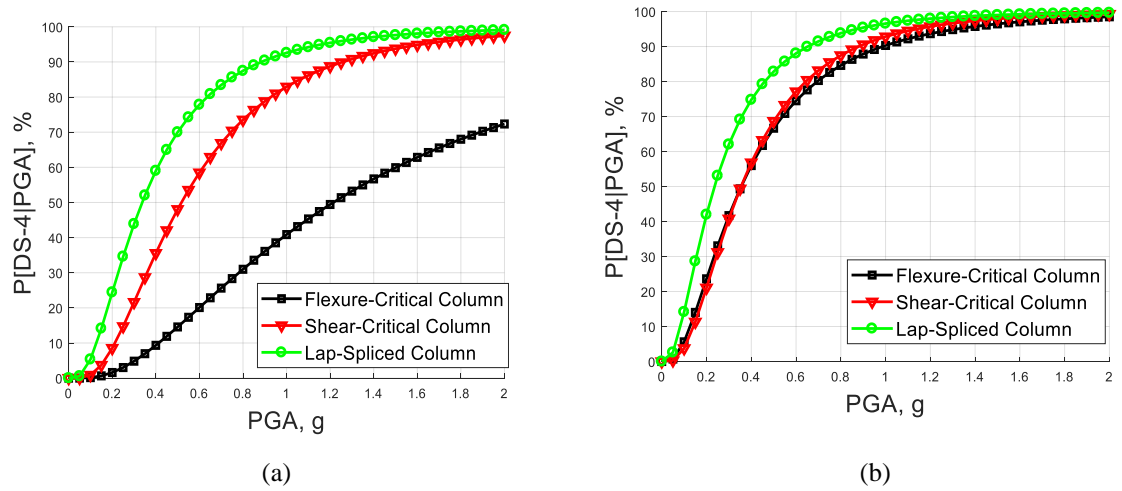 100
90
80
70
60
50
40
30
20
10
0
P[DS-4|PGA], %
0 0.2 0.4 0.6 0.8 1 1.2 1.4 1.6 1.8 2
PGA, g
Flexure-Critical Column
Shear-Critical Column
Lap-Spliced Column
(a)
100
90
80
70
60
50
40
30
20
10
0
P[DS-4|PGA], %
0 0.2 0.4 0.6 0.8 1 1.2 1.4 1.6 1.8 2
PGA, g
Flexure-Critical Column
Shear-Critical Column
Lap-Spliced Column
(b)